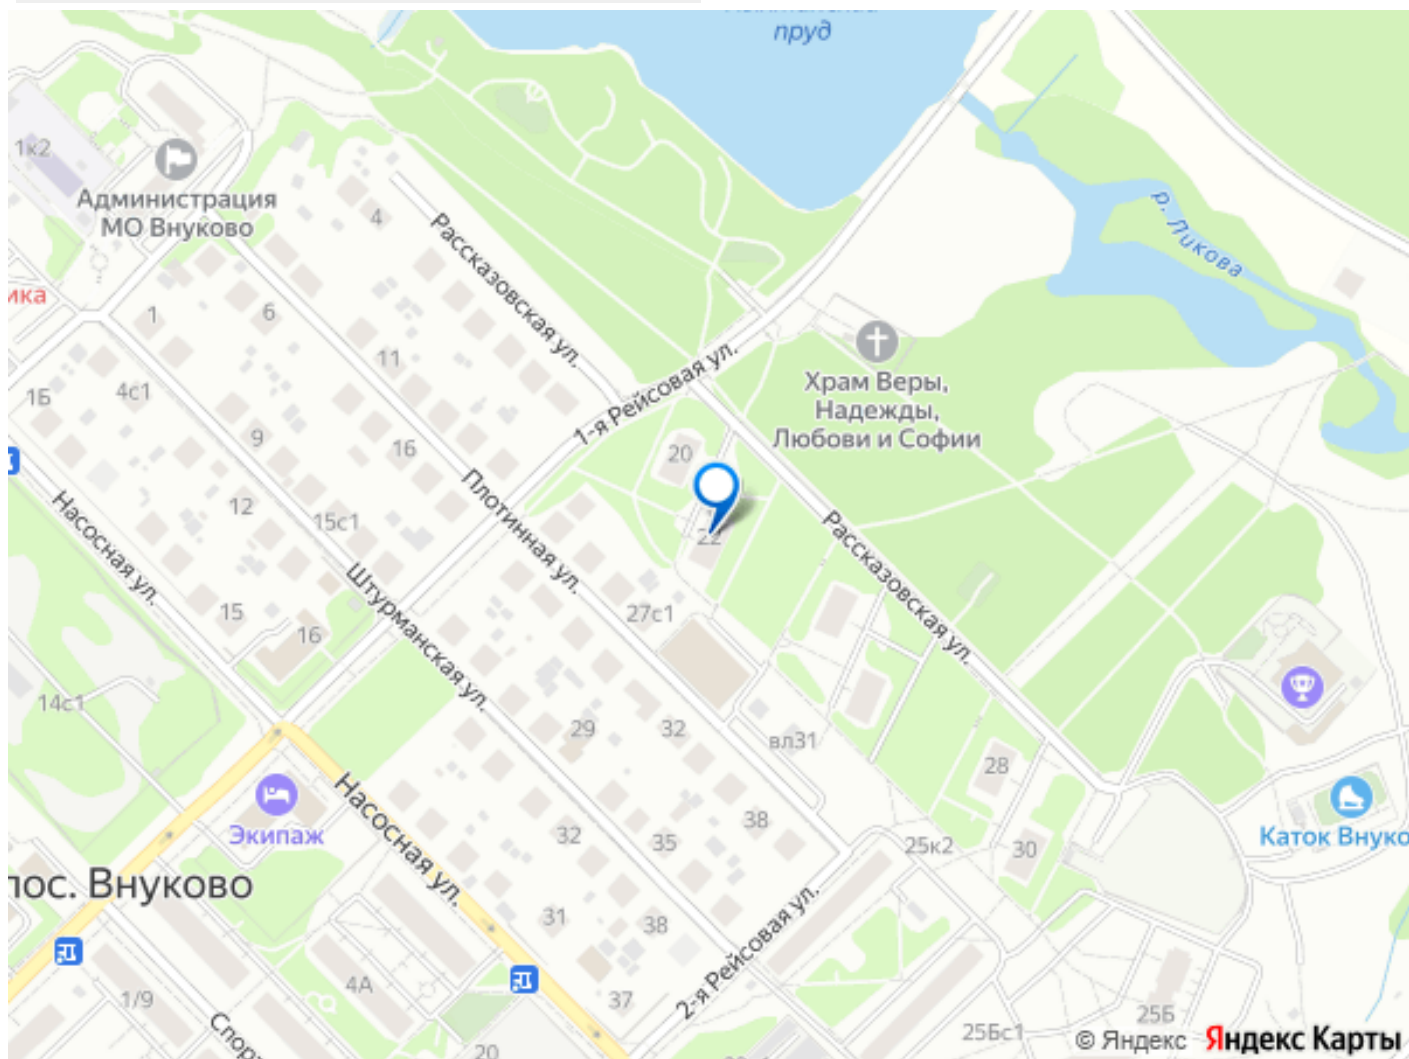 пруд
1к2
Администрация
МО Внуково
4
Рассказовская ул.
р. Ликова
1
6
11
1-я Рейсовая ул.
Храм Веры,
Надежды,
Любови и Софии
1Б
4с1
9
16
20
12
15с1
Насосная ул.
Плотинная ул.
22
Рассказовская ул.
Штурманская ул.
15
16
27с1
14с1
29
32
вл31
28
Экипаж
Насосная ул.
38
32
35
25к2
30
Каток Внуко
пос. Внуково
31
38
2-я Рейсовая ул.
4А
1/9
37
25Б
25Бс1
20
© Яндекс Яндекс Карты